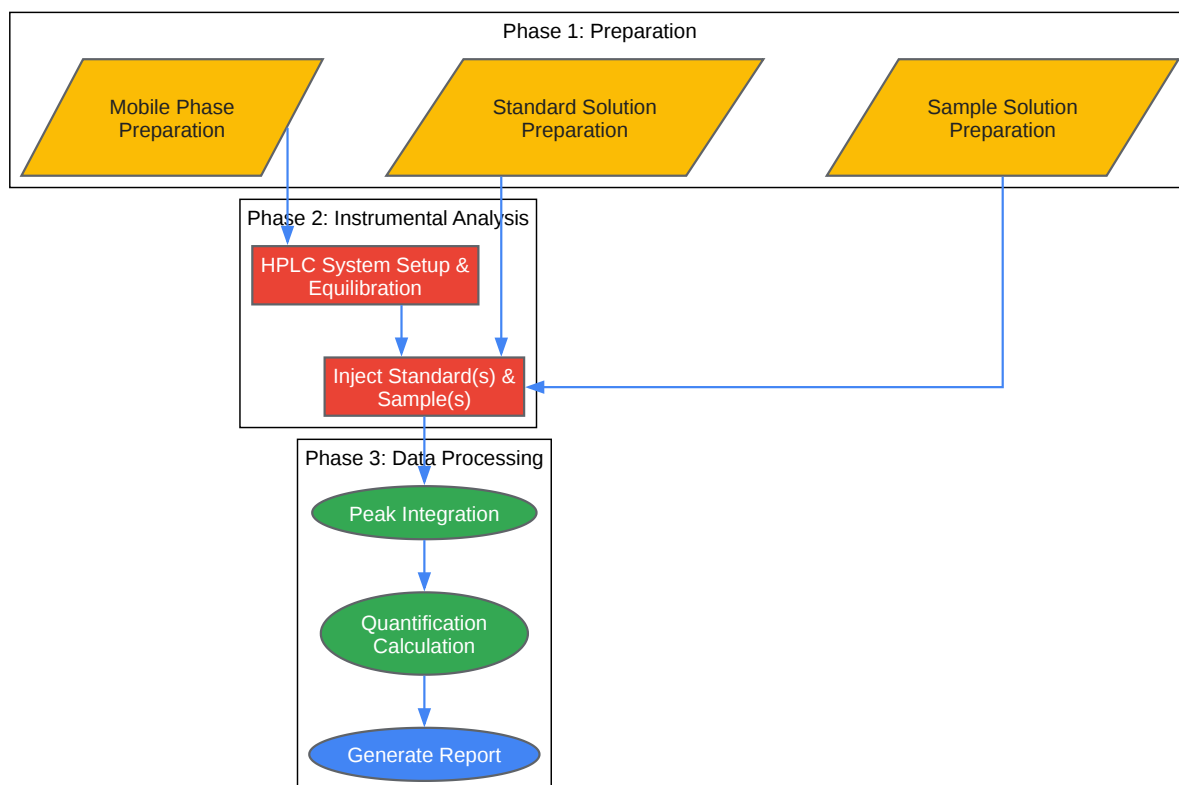 Phase 1: Preparation
Mobile Phase
Preparation
Standard Solution
Preparation
Sample Solution
Preparation
Phase 2: Instrumental Analysis
HPLC System Setup &
Equilibration
Inject Standard(s) &
Sample(s)
Phase 3: Data Processing
Peak Integration
Quantification
Calculation
Generate Report